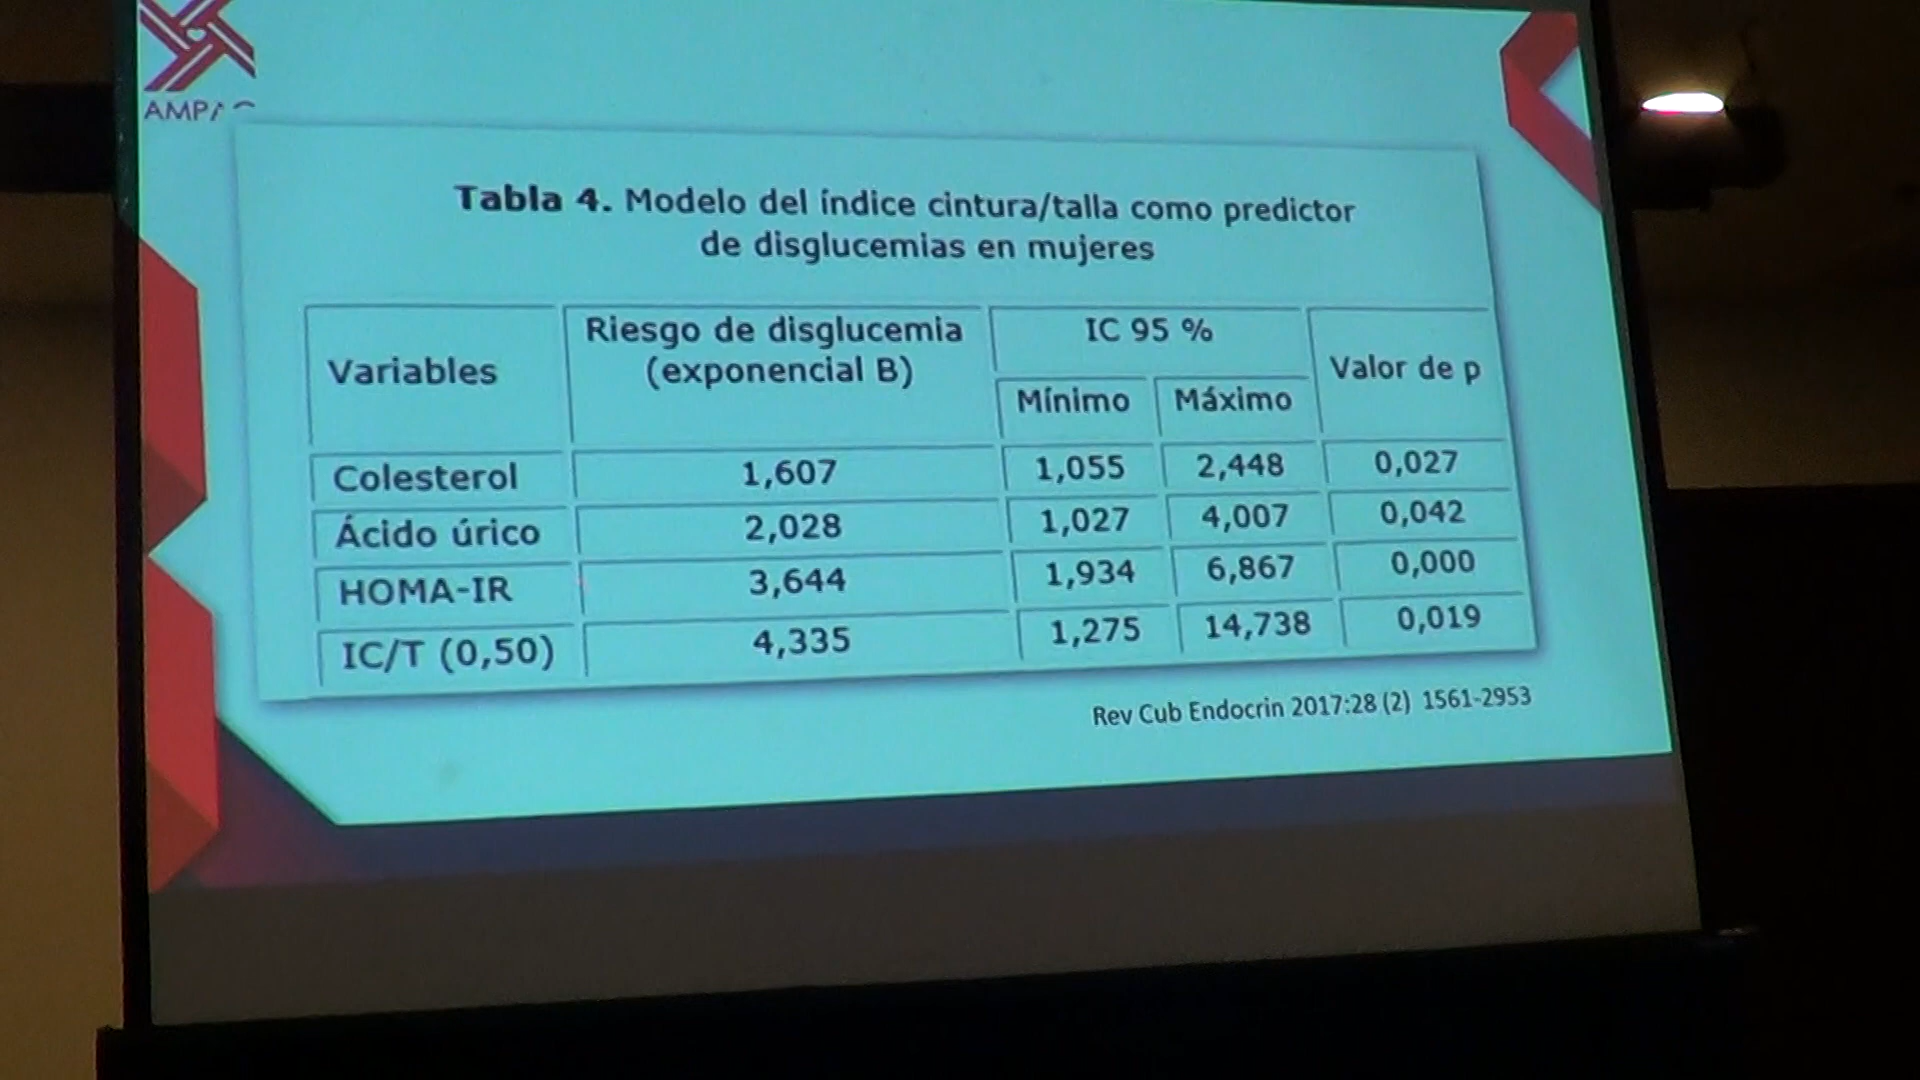 Tabla 4. Modelo del índice cintura/talla como predictor
de disglucemias en mujeres
Variables
Riesgo de disglucemia
(exponencial B)
IC 95 %
Mínimo
Máximo
Valor de p
Colesterol 1,607 1,055 2,448 0,027
Ácido úrico 2,028 1,027 4,007 0,042
HOMA-IR 3,644 1,934 6,867 0,000
IC/T (0,50) 4,335 1,275 14,738 0,019
Rev Cub Endocrin 2017:28 (2) 1561-2953